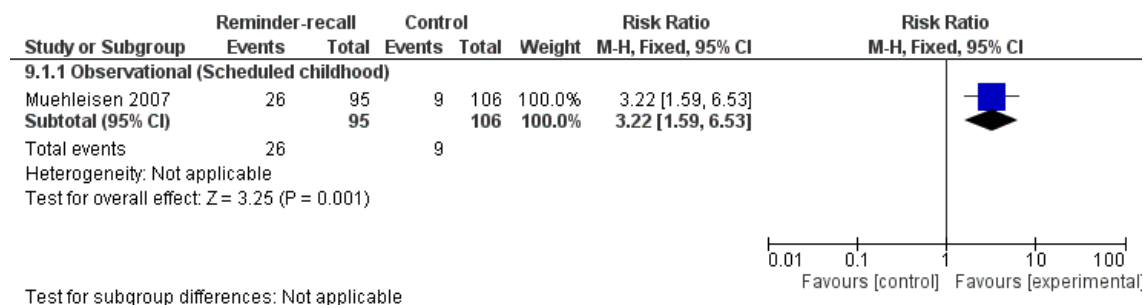 Reminder-recall Control Risk Ratio Risk Ratio
Study or Subgroup Events Total Events Total Weight M-H, Fixed, 95% CI M-H, Fixed, 95% CI
9.1.1 Observational (Scheduled childhood)
Muehleisen 2007 26 95 9 106 100.0% 3.22 [1.59, 6.53]
Subtotal (95% CI) 95 106 100.0% 3.22 [1.59, 6.53]
Total events 26 9
Heterogeneity: Not applicable
Test for overall effect: Z = 3.25 (P = 0.001)
0.01 0.1 1 10 100
Favours [control] Favours [experimental]
Test for subgroup differences: Not applicable